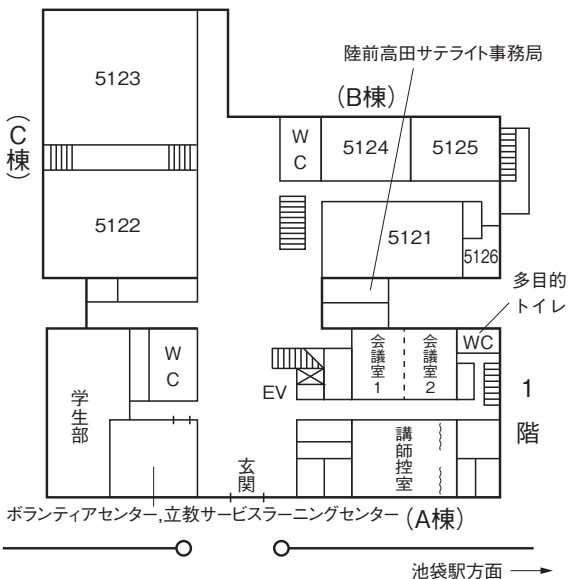 陸前高田サテライト事務局
5123
(B棟)
(C棟)
WC
5124
5125
5122
5121
5126
多目的
トイレ
WC
会議室1
会議室2
WC
EV
学生部
1階
講師控室
玄関
ボランティアセンター,立教サービスラーニングセンター
(A棟)
池袋駅方面